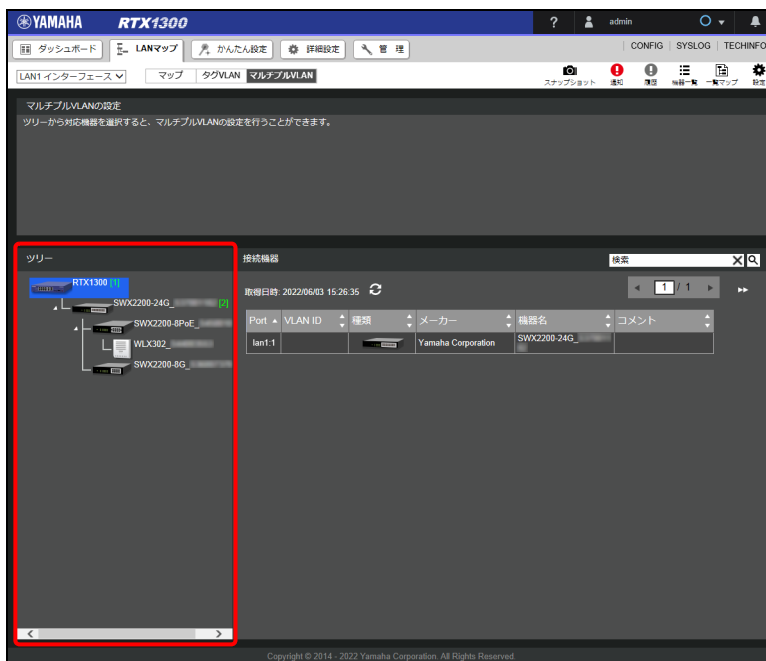 YAMAHA RTX1300 ? admin
ダッシュボード LANマップ かんたん設定 詳細設定 管 理 CONFIG SYSLOG TECHINFO
LAN1 インターフェース マップ タグVLAN マルチプルVLAN スナップショット 通知 履歴 機器一覧 一覧マップ 設定
マルチプルVLANの設定
ツリーから対応機器を選択すると、マルチプルVLANの設定を行うことができます。
ツリー
RTX1300 [1]
SWX2200-24G_ [2]
SWX2200-8PoE_
WLX302_
SWX2200-8G_
接続機器 検索
取得日時: 2022/06/03 15:26:35 1 / 1
Port VLAN ID 種類 メーカー 機器名 コメント
lan1:1 Yamaha Corporation SWX2200-24G_
Copyright © 2014 - 2022 Yamaha Corporation. All Rights Reserved.